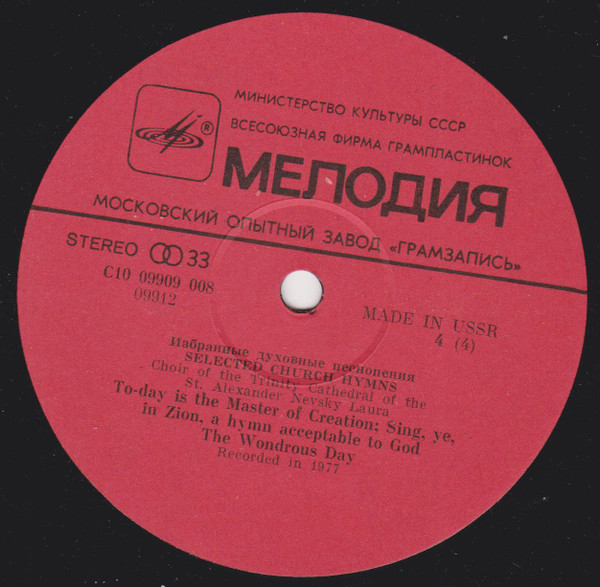 МИНИСТЕРСТВО КУЛЬТУРЫ СССР
ВСЕСОЮЗНАЯ ФИРМА ГРАМПЛАСТИНОК
®
МЕЛОДИЯ
МОСКОВСКИЙ ОПЫТНЫЙ ЗАВОД «ГРАМЗАПИСЬ»
STEREO 33
С10 09909 008
09912
MADE IN USSR
4 (4)
Избранные духовные песнопения
SELECTED CHURCH HYMNS
Choir of the Trinity Cathedral of the
St. Alexander Nevsky Laura
To-day is the Master of Creation; Sing, ye,
in Zion, a hymn acceptable to God
The Wondrous Day
Recorded in 1977